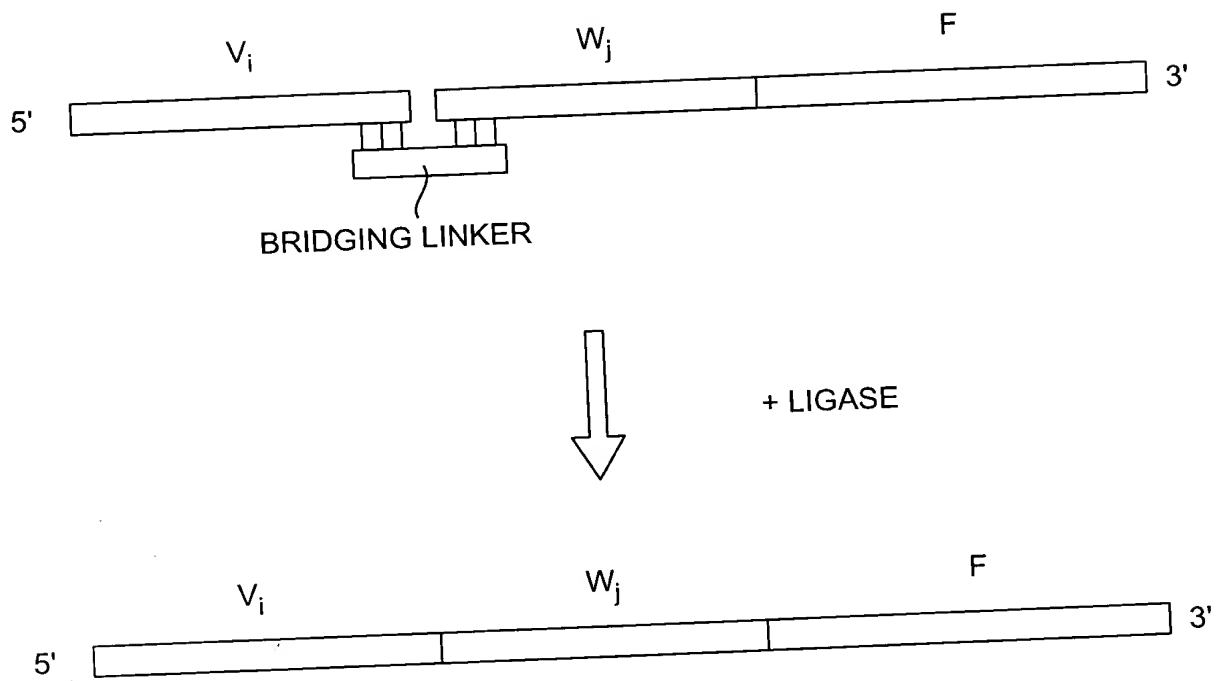 V_i W_j F
5' 3'
BRIDGING LINKER
+ LIGASE
V_i W_j F
5' 3'